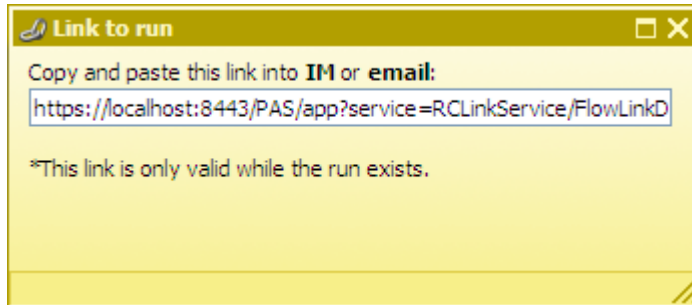 Link to run
Copy and paste this link into IM or email:
https://localhost:8443/PAS/app?service=RCLinkService/FlowLinkD
*This link is only valid while the run exists.